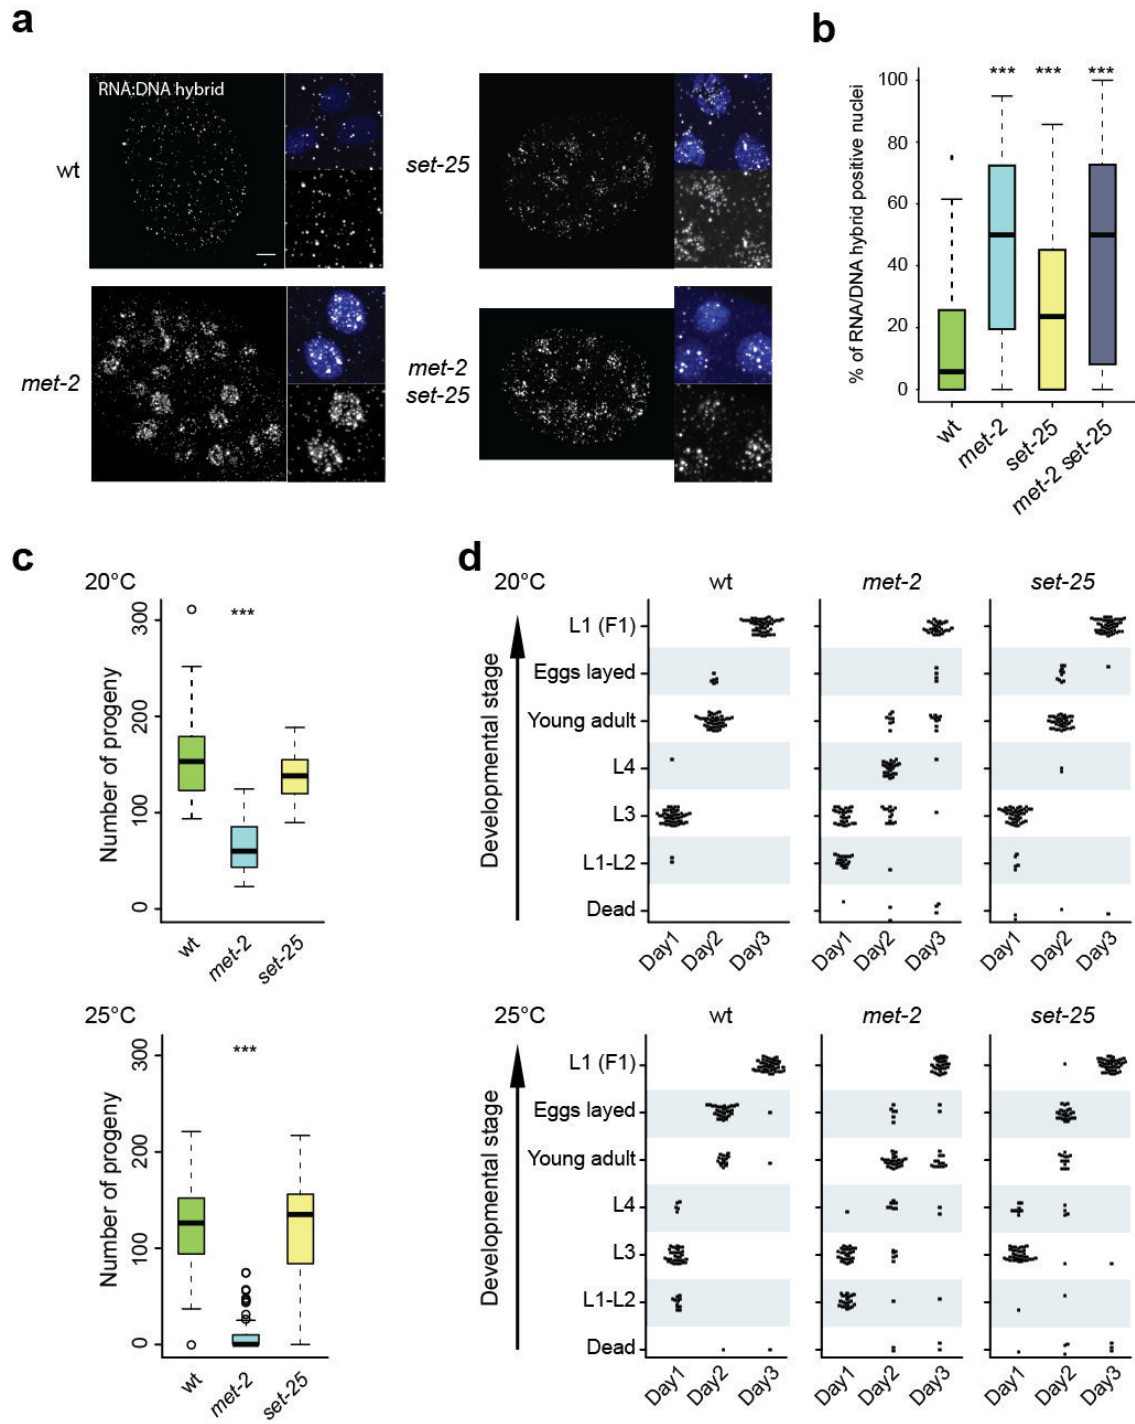 a
RNA:DNA hybrid
wt
set-25
met-2
met-2
set-25
b
% of RNA/DNA hybrid positive nuclei
100
80
60
40
20
0
*** *** ***
wt
met-2
set-25
met-2 set-25
c
20°C
Number of progeny
300
200
100
0
***
wt
met-2
set-25
25°C
Number of progeny
300
200
100
0
***
wt
met-2
set-25
d
20°C
wt met-2 set-25
Developmental stage
L1 (F1)
Eggs layed
Young adult
L4
L3
L1-L2
Dead
Day1 Day2 Day3 Day1 Day2 Day3 Day1 Day2 Day3
25°C
wt met-2 set-25
Developmental stage
L1 (F1)
Eggs layed
Young adult
L4
L3
L1-L2
Dead
Day1 Day2 Day3 Day1 Day2 Day3 Day1 Day2 Day3